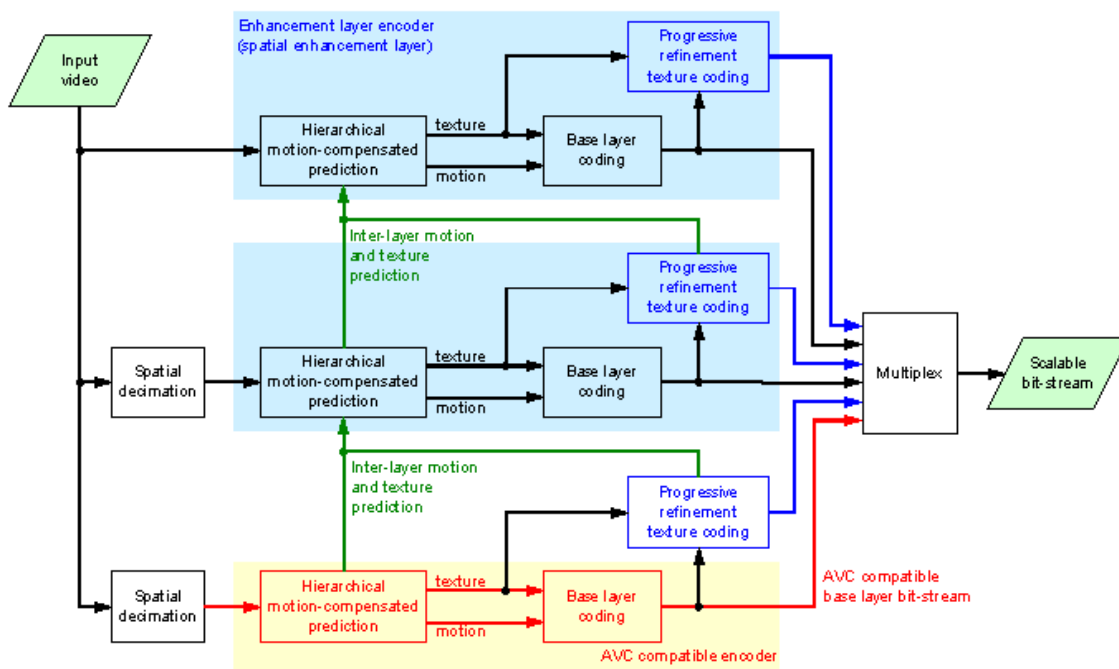 Enhancement layer encoder
(spatial enhancement layer)
Progressive
refinement
texture coding
Input
video
Hierarchical
motion-compensated
prediction
texture
motion
Base layer
coding
Inter-layer motion
and texture
prediction
Progressive
refinement
texture coding
Spatial
decimation
Hierarchical
motion-compensated
prediction
texture
motion
Base layer
coding
Multiplex
Scalable
bit-stream
Inter-layer motion
and texture
prediction
Progressive
refinement
texture coding
Spatial
decimation
Hierarchical
motion-compensated
prediction
texture
motion
Base layer
coding
AVC compatible
base layer bit-stream
AVC compatible encoder